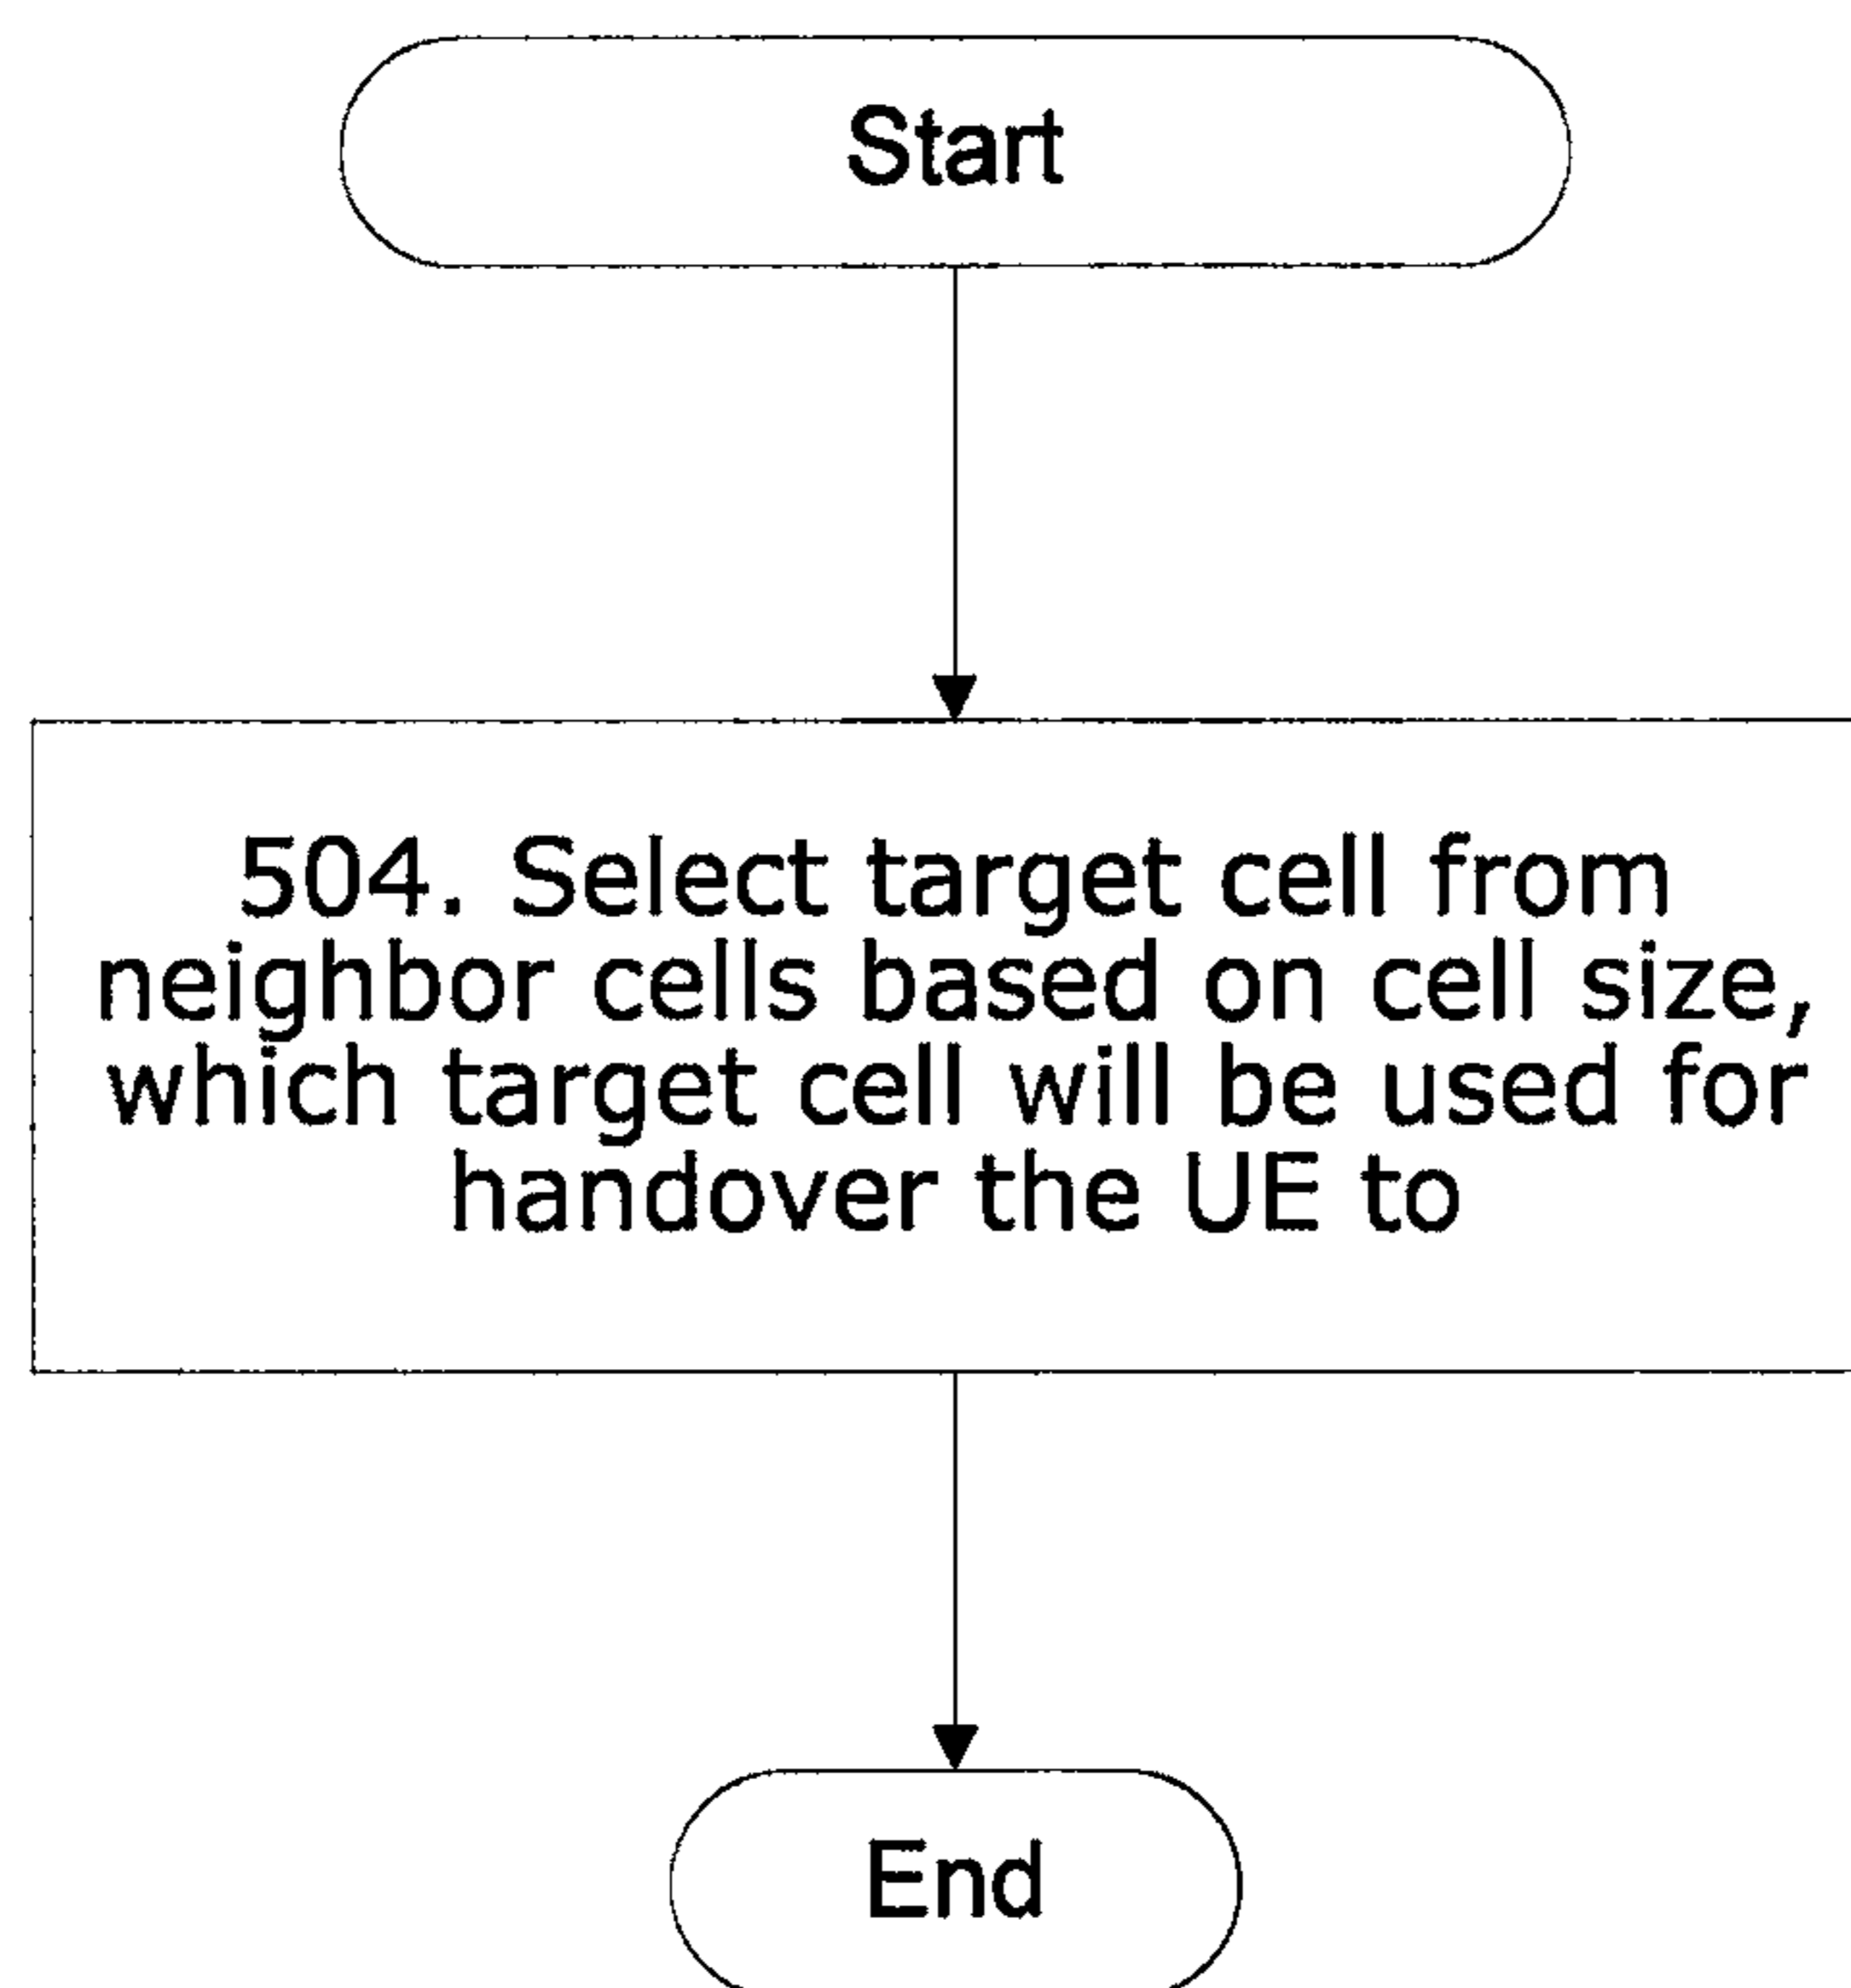 Start
504. Select target cell from
neighbor cells based on cell size,
which target cell will be used for
handover the UE to
End